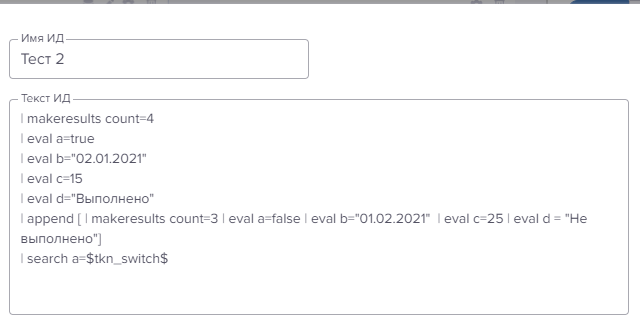 Имя ИД
Тест 2
Текст ИД
| makeresults count=4
| eval a=true
| eval b="02.01.2021"
| eval c=15
| eval d="Выполнено"
| append [ | makeresults count=3 | eval a=false | eval b="01.02.2021"  | eval c=25 | eval d = "Не
выполнено"]
| search a=$tkn_switch$